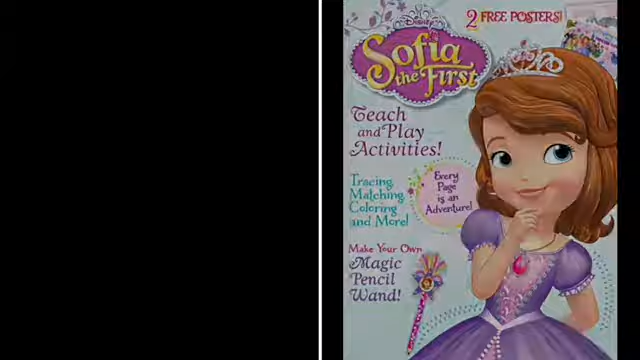 2 FREE POSTERS!
Disney
Sofia
the First
Teach
and Play
Activities!
Tracing,
Matching,
Coloring
and More!
Every
Page
is an
Adventure!
Make Your Own
Magic
Pencil
Wand!